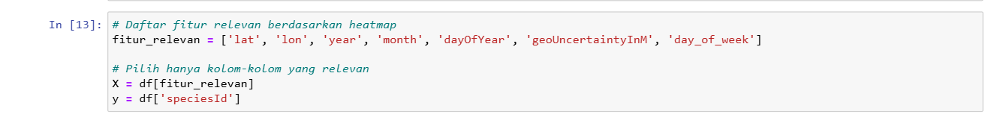 In [13]: # Daftar fitur relevan berdasarkan heatmap
fitur_relevan = ['lat', 'lon', 'year', 'month', 'dayOfYear', 'geoUncertaintyInM', 'day_of_week']
# Pilih hanya kolom-kolom yang relevan
X = df[fitur_relevan]
y = df['speciesId']